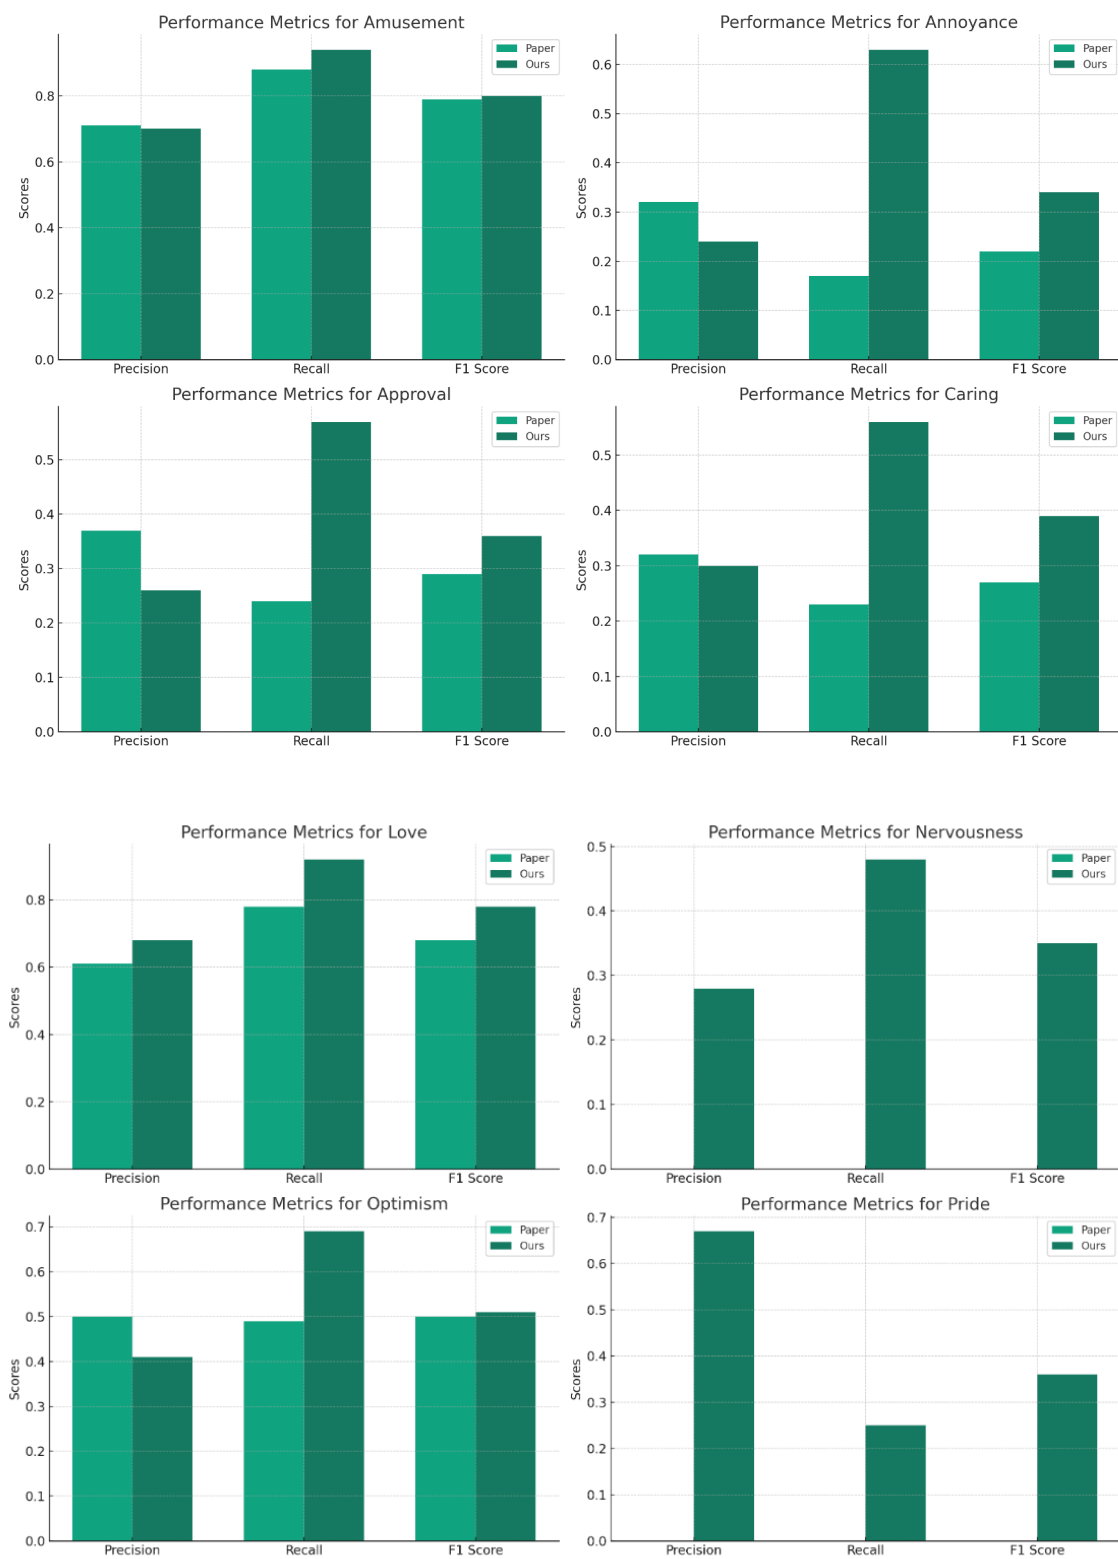 Performance Metrics for Amusement
Paper
Ours
Scores
0.8
0.6
0.4
0.2
0.0
Precision Recall F1 Score
Performance Metrics for Annoyance
Paper
Ours
Scores
0.6
0.5
0.4
0.3
0.2
0.1
0.0
Precision Recall F1 Score
Performance Metrics for Approval
Paper
Ours
Scores
0.5
0.4
0.3
0.2
0.1
0.0
Precision Recall F1 Score
Performance Metrics for Caring
Paper
Ours
Scores
0.5
0.4
0.3
0.2
0.1
0.0
Precision Recall F1 Score
Performance Metrics for Love
Paper
Ours
Scores
0.8
0.6
0.4
0.2
0.0
Precision Recall F1 Score
Performance Metrics for Nervousness
Paper
Ours
Scores
0.5
0.4
0.3
0.2
0.1
0.0
Precision Recall F1 Score
Performance Metrics for Optimism
Paper
Ours
Scores
0.7
0.6
0.5
0.4
0.3
0.2
0.1
0.0
Precision Recall F1 Score
Performance Metrics for Pride
Paper
Ours
Scores
0.7
0.6
0.5
0.4
0.3
0.2
0.1
0.0
Precision Recall F1 Score